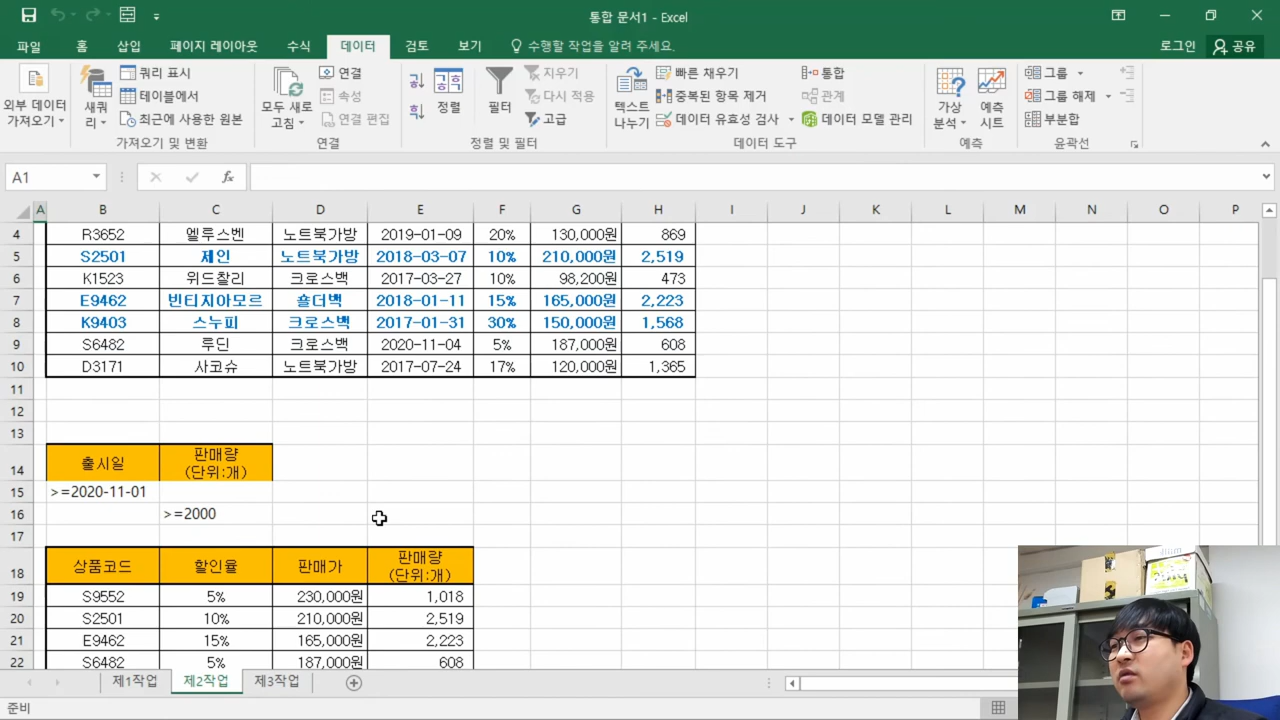 통합 문서1 - Excel
파일 홈 삽입 페이지 레이아웃 수식 데이터 검토 보기 수행할 작업을 알려 주세요. 로그인 공유
외부 데이터 가져오기
새 쿼리
쿼리 표시
테이블에서
최근에 사용한 원본
가져오기 및 변환
모두 새로 고침
연결
속성
연결 편집
연결
정렬
필터
지우기
다시 적용
고급
정렬 및 필터
텍스트 나누기
빠른 채우기
중복된 항목 제거
데이터 유효성 검사
통합
관계
데이터 모델 관리
데이터 도구
가상 분석
예측 시트
예측
그룹
그룹 해제
부분합
윤곽선
A1 fx
A B C D E F G H I J K L M N O P
4 R3652 엘루스벤 노트북가방 2019-01-09 20% 130,000원 869
5 S2501 제인 노트북가방 2018-03-07 10% 210,000원 2,519
6 K1523 위드찰리 크로스백 2017-03-27 10% 98,200원 473
7 E9462 빈티지아모르 숄더백 2018-01-11 15% 165,000원 2,223
8 K9403 스누피 크로스백 2017-01-31 30% 150,000원 1,568
9 S6482 루딘 크로스백 2020-11-04 5% 187,000원 608
10 D3171 사코슈 노트북가방 2017-07-24 17% 120,000원 1,365
11
12
13
14 출시일 판매량 (단위:개)
15 >=2020-11-01
16 >=2000
17
18 상품코드 할인율 판매가 판매량 (단위:개)
19 S9552 5% 230,000원 1,018
20 S2501 10% 210,000원 2,519
21 E9462 15% 165,000원 2,223
22 S6482 5% 187,000원 608
제1작업 제2작업 제3작업
준비